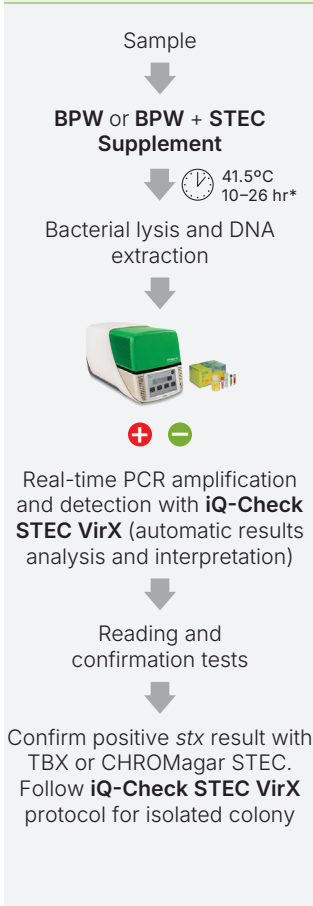 Sample
BPW or BPW + STEC
Supplement
41.5ºC
10–26 hr*
Bacterial lysis and DNA
extraction
Real-time PCR amplification
and detection with iQ-Check
STEC VirX (automatic results
analysis and interpretation)
Reading and
confirmation tests
Confirm positive stx result with
TBX or CHROMagar STEC.
Follow iQ-Check STEC VirX
protocol for isolated colony